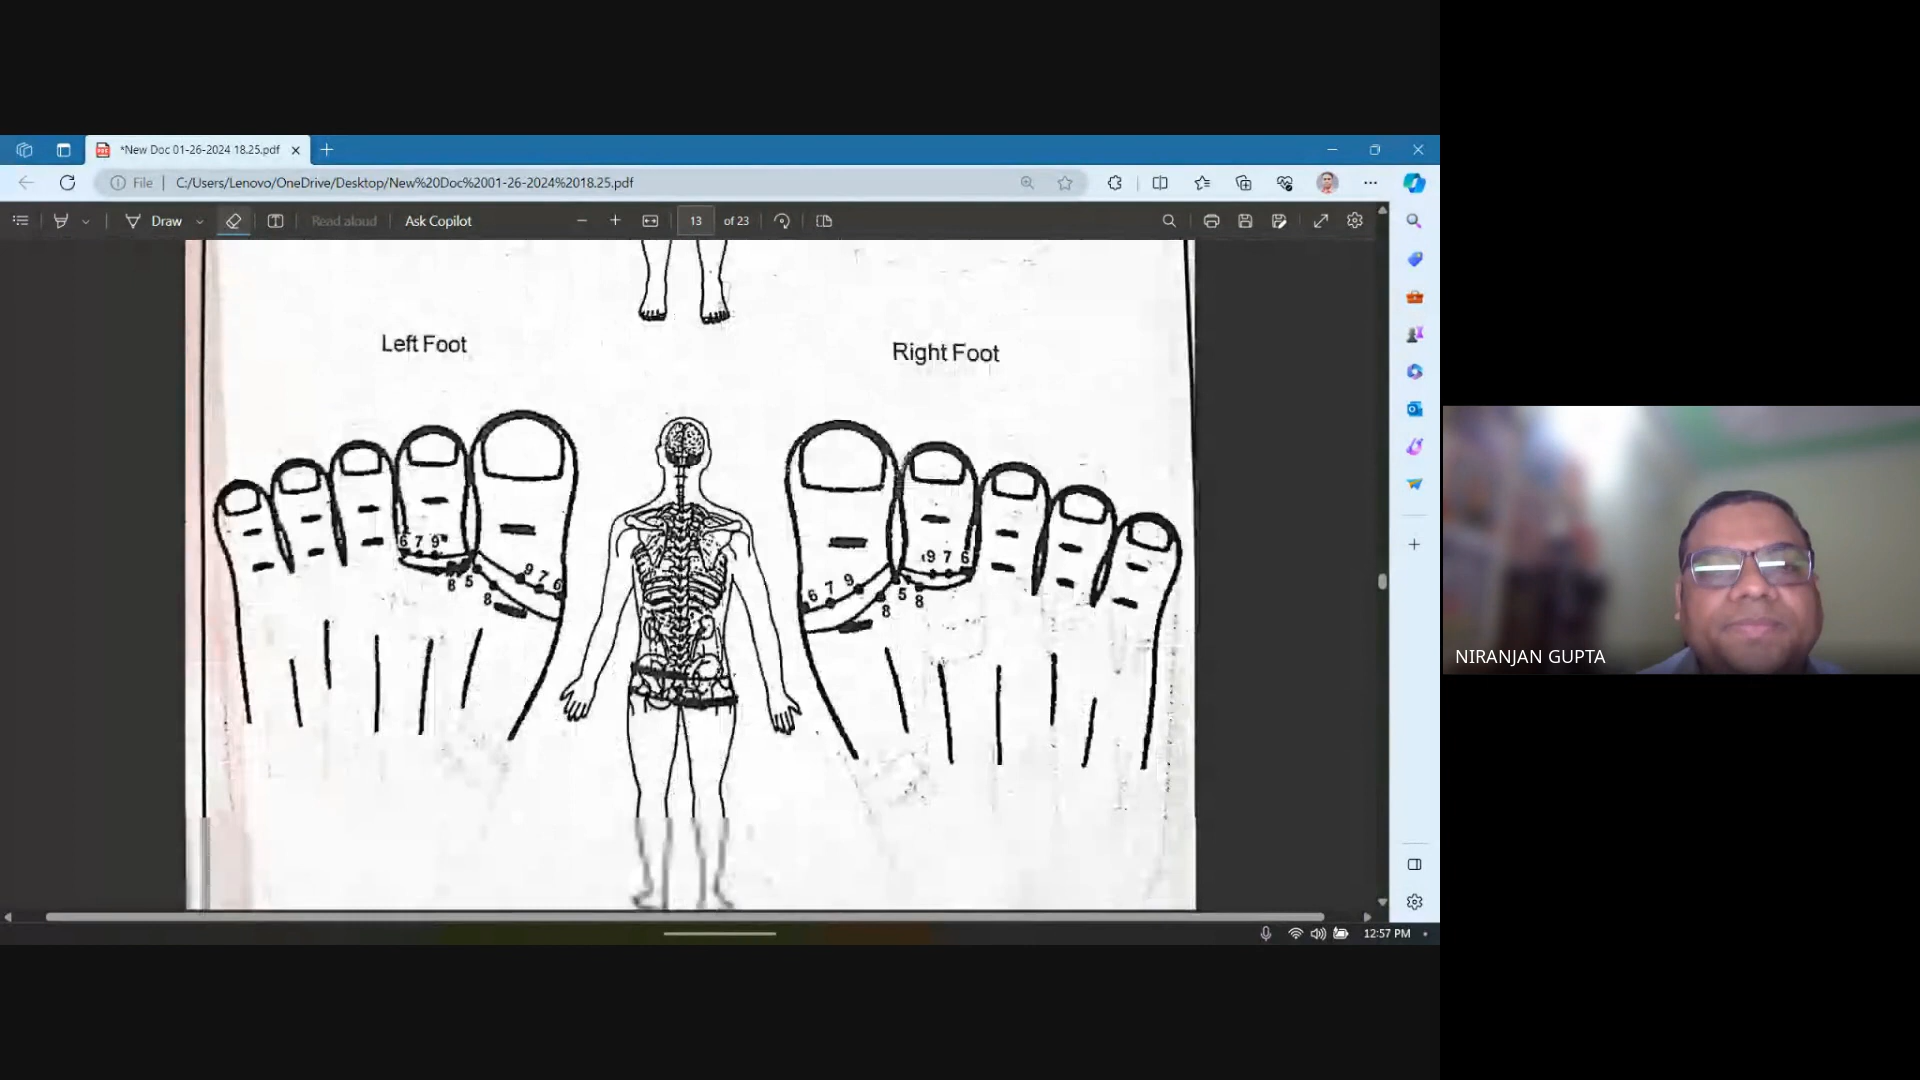 *New Doc 01-26-2024 18.25.pdf
File
C:/Users/Lenovo/OneDrive/Desktop/New%20Doc%2001-26-2024%2018.25.pdf
Draw
Read aloud
Ask Copilot
13 of 23
Left Foot
Right Foot
6 7 9
8 5
8
9 7 6
6 7 9
8
5
8
9 7 6
NIRANJAN GUPTA
12:57 PM